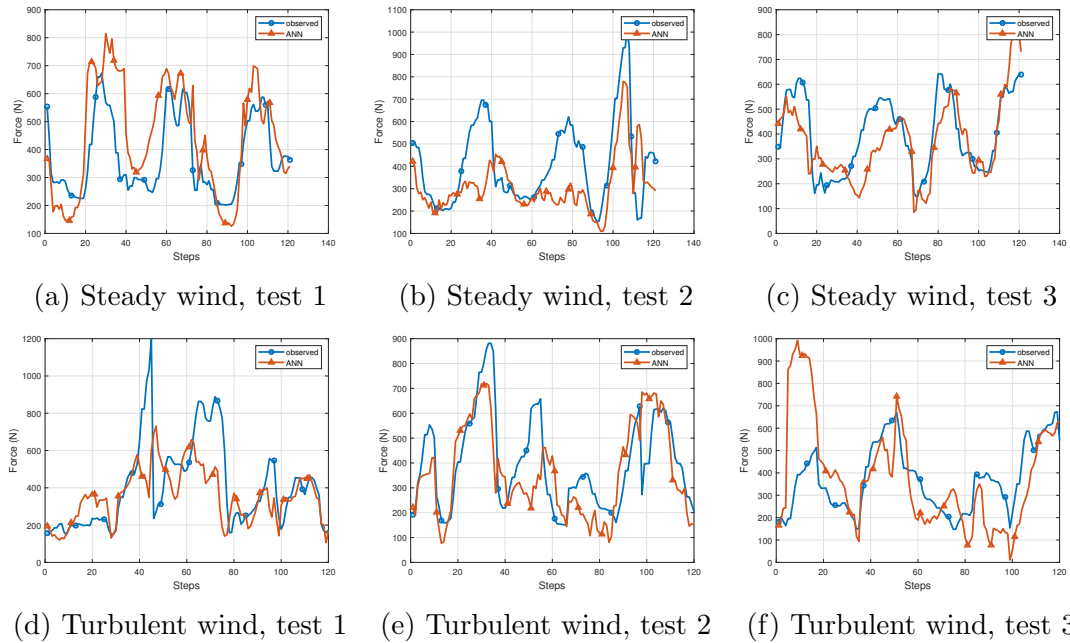 900
800
700
600
500
400
300
200
100
0 20 40 60 80 100 120 140
Force (N)
Steps
observed
ANN
(a) Steady wind, test 1
1100
1000
900
800
700
600
500
400
300
200
100
0 20 40 60 80 100 120 140
Force (N)
Steps
observed
ANN
(b) Steady wind, test 2
800
700
600
500
400
300
200
100
0
0 20 40 60 80 100 120 140
Force (N)
Steps
observed
ANN
(c) Steady wind, test 3
1200
1000
800
600
400
200
0
0 20 40 60 80 100 120
Force (N)
Steps
observed
ANN
(d) Turbulent wind, test 1
900
800
700
600
500
400
300
200
100
0
0 20 40 60 80 100 120
Force (N)
Steps
observed
ANN
(e) Turbulent wind, test 2
1000
900
800
700
600
500
400
300
200
100
0
0 20 40 60 80 100 120
Force (N)
Steps
observed
ANN
(f) Turbulent wind, test 3